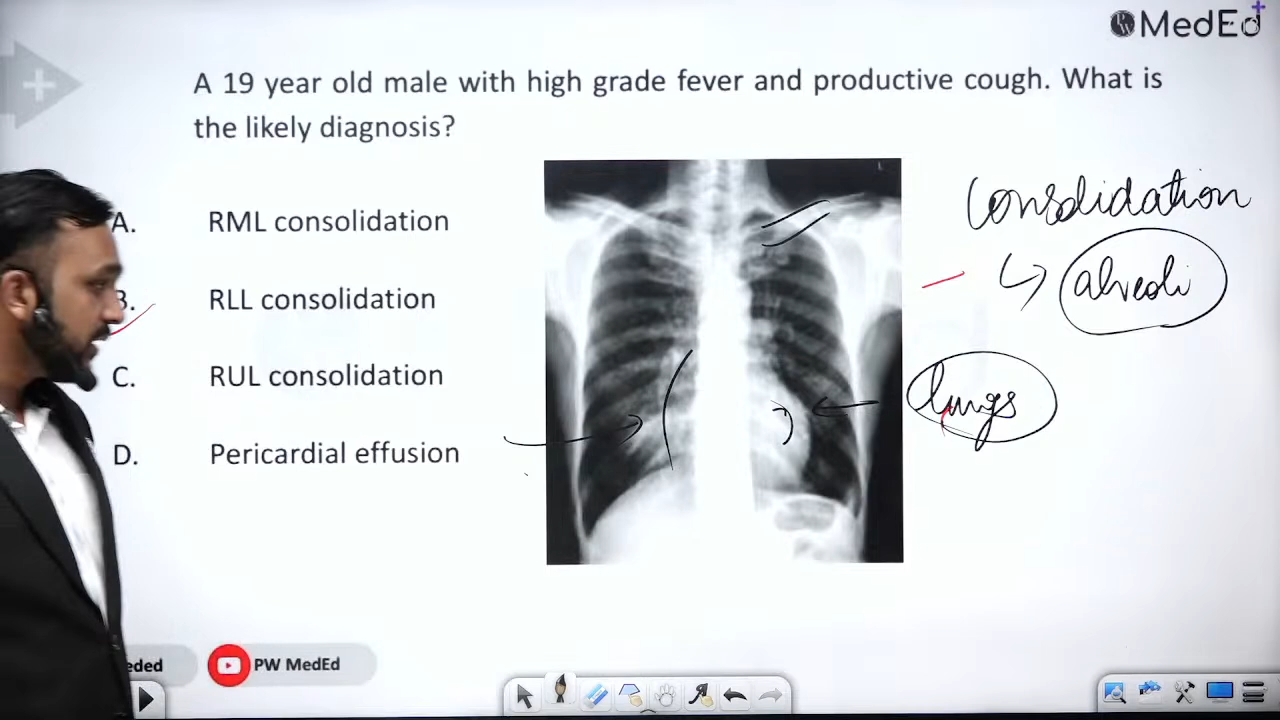 MedEd
A 19 year old male with high grade fever and productive cough. What is
the likely diagnosis?
A. RML consolidation
B. RLL consolidation
C. RUL consolidation
D. Pericardial effusion
Consolidation
alveoli
lungs
PW MedEd